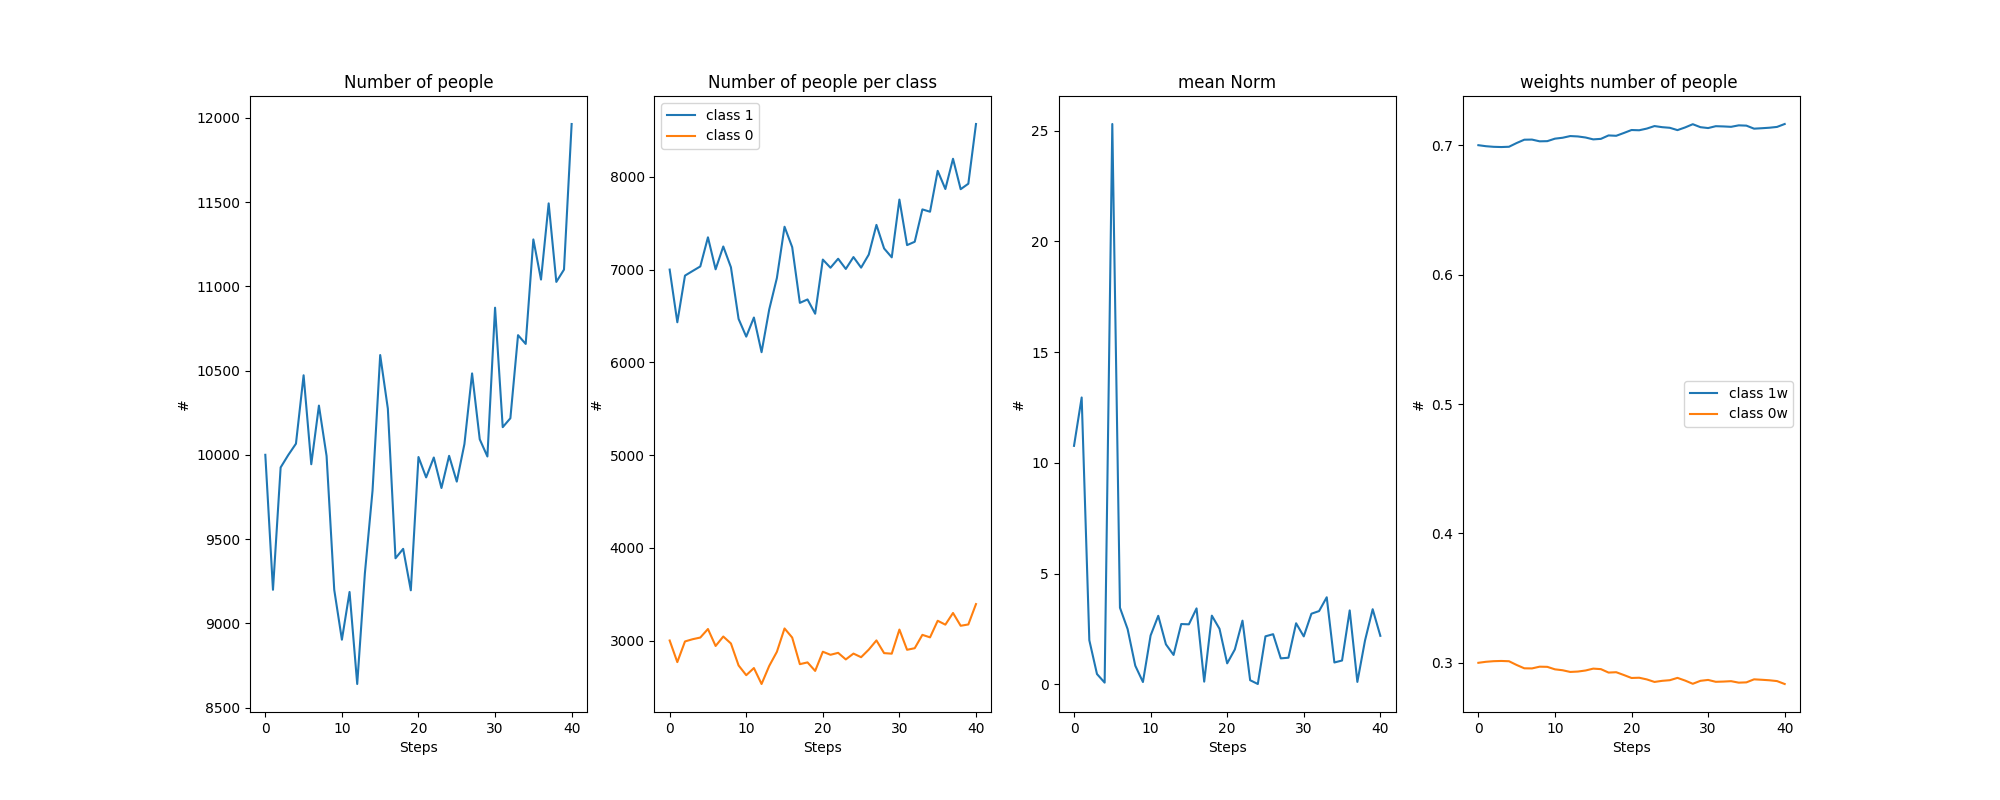 Number of people
12000
11500
11000
10500
10000
9500
9000
8500
#
0 10 20 30 40
Steps
Number of people per class
class 1
class 0
8000
7000
6000
5000
4000
3000
#
0 10 20 30 40
Steps
mean Norm
25
20
15
10
5
0
#
0 10 20 30 40
Steps
weights number of people
0.7
0.6
0.5
0.4
0.3
#
class 1w
class 0w
0 10 20 30 40
Steps